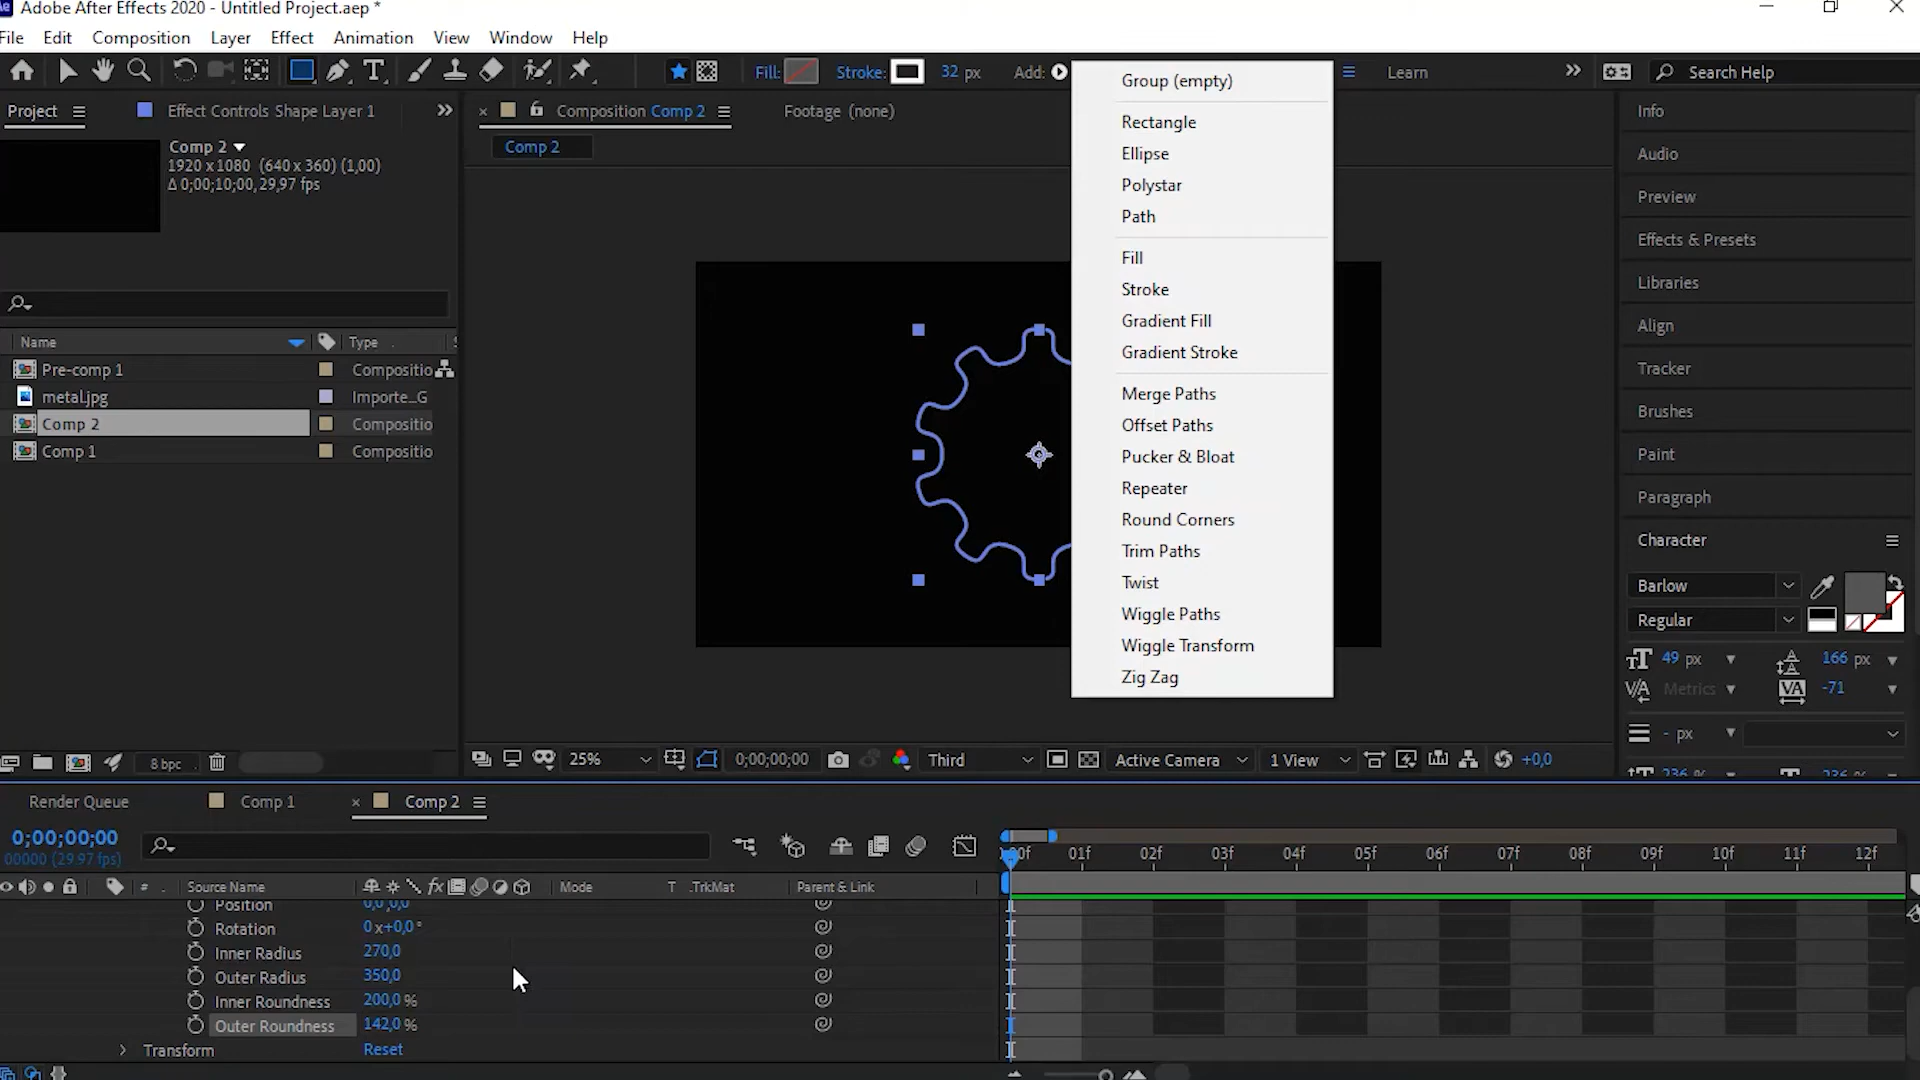 Adobe After Effects 2020 - Untitled Project.aep *
File Edit Composition Layer Effect Animation View Window Help
Fill: Stroke: 32 px Add: Learn Search Help
Project Effect Controls Shape Layer 1
Composition Comp 2 Footage (none)
Comp 2
Comp 2
1920 x 1080 (640 x 360) (1,00)
Δ 0;00;10;00, 29,97 fps
Name Type
Pre-comp 1 Compositio
metal.jpg Importe_G
Comp 2 Compositio
Comp 1 Compositio
8 bpc
Group (empty)
Rectangle
Ellipse
Polystar
Path
Fill
Stroke
Gradient Fill
Gradient Stroke
Merge Paths
Offset Paths
Pucker & Bloat
Repeater
Round Corners
Trim Paths
Twist
Wiggle Paths
Wiggle Transform
Zig Zag
25% 0;00;00;00 Third Active Camera 1 View +0,0
Info
Audio
Preview
Effects & Presets
Libraries
Align
Tracker
Brushes
Paint
Paragraph
Character
Barlow
Regular
49 px 166 px
Metrics -71
- px
236 % 236 %
Render Queue Comp 1 Comp 2
0;00;00;00
00000 (29.97 fps)
01f 02f 03f 04f 05f 06f 07f 08f 09f 10f 11f 12f
# Source Name Mode T .TrkMat Parent & Link
Position 0,0,0,0
Rotation 0x+0,0°
Inner Radius 270,0
Outer Radius 350,0
Inner Roundness 200,0 %
Outer Roundness 142,0 %
Transform Reset